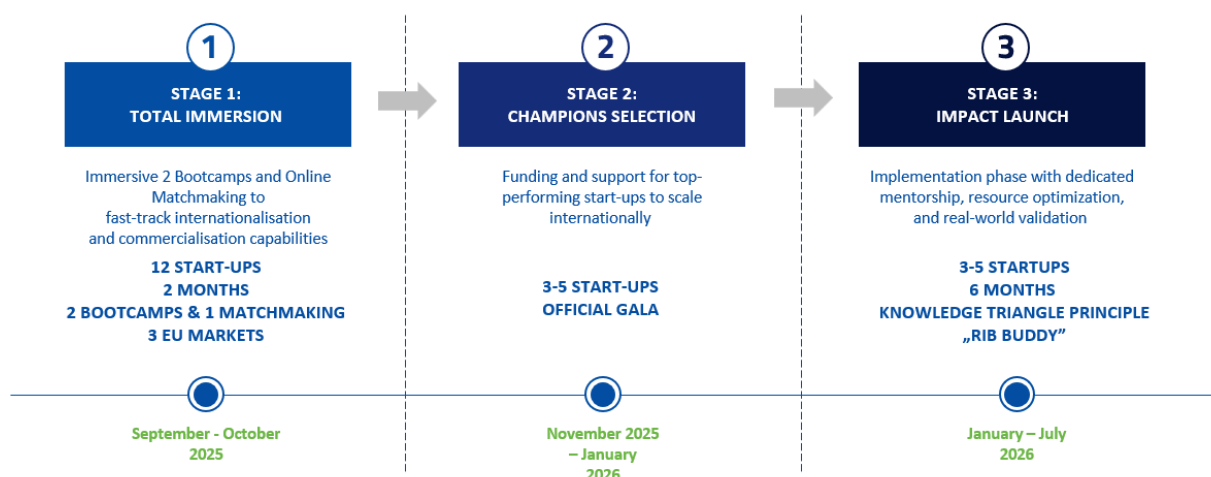 1
STAGE 1:
TOTAL IMMERSION
Immersive 2 Bootcamps and Online
Matchmaking to
fast-track internationalisation
and commercialisation capabilities
12 START-UPS
2 MONTHS
2 BOOTCAMPS & 1 MATCHMAKING
3 EU MARKETS
September - October
2025
2
STAGE 2:
CHAMPIONS SELECTION
Funding and support for top-
performing start-ups to scale
internationally
3-5 START-UPS
OFFICIAL GALA
November 2025
– January
2026
3
STAGE 3:
IMPACT LAUNCH
Implementation phase with dedicated
mentorship, resource optimization,
and real-world validation
3-5 STARTUPS
6 MONTHS
KNOWLEDGE TRIANGLE PRINCIPLE
„RIB BUDDY”
January – July
2026